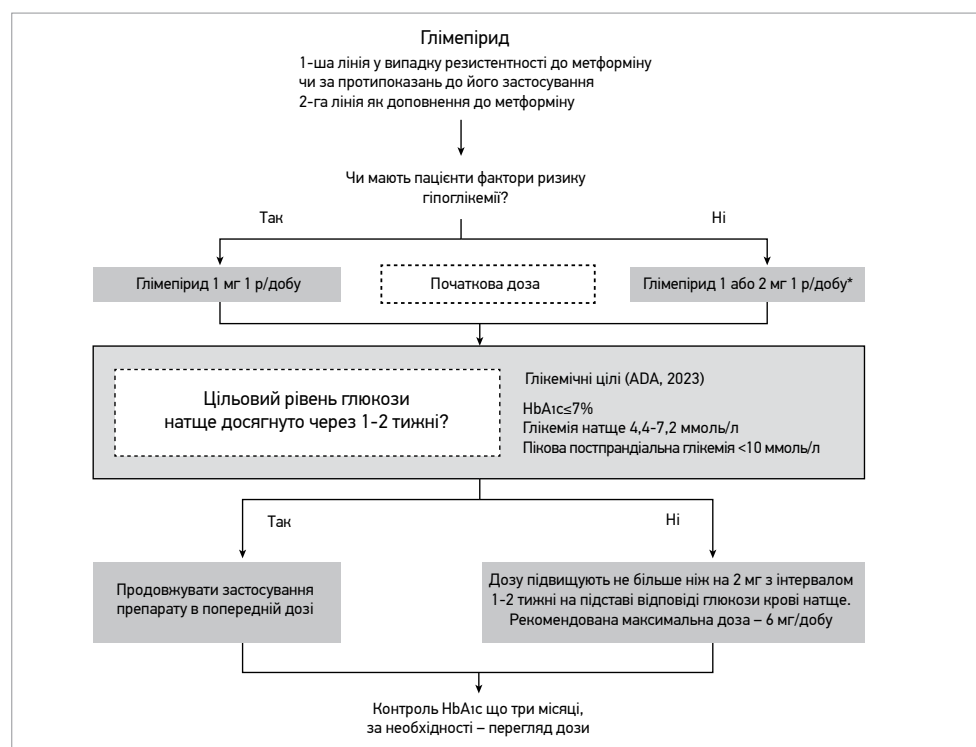 Глімепірид
1-ша лінія у випадку резистентності до метформіну
чи за протипоказань до його застосування
2-га лінія як доповнення до метформіну
Чи мають пацієнти фактори ризику
гіпоглікемії?
Так
Ні
Глімепірид 1 мг 1 р/добу
Початкова доза
Глімепірид 1 або 2 мг 1 р/добу*
Цільовий рівень глюкози
натще досягнуто через 1-2 тижні?
Глікемічні цілі (ADA, 2023)
HbA1c≤7%
Глікемія натще 4,4-7,2 ммоль/л
Пікова постпрандіальна глікемія <10 ммоль/л
Так
Ні
Продовжувати застосування
препарату в попередній дозі
Дозу підвищують не більше ніж на 2 мг з інтервалом
1-2 тижні на підставі відповіді глюкози крові натще.
Рекомендована максимальна доза – 6 мг/добу
Контроль HbA1c що три місяці,
за необхідності – перегляд дози